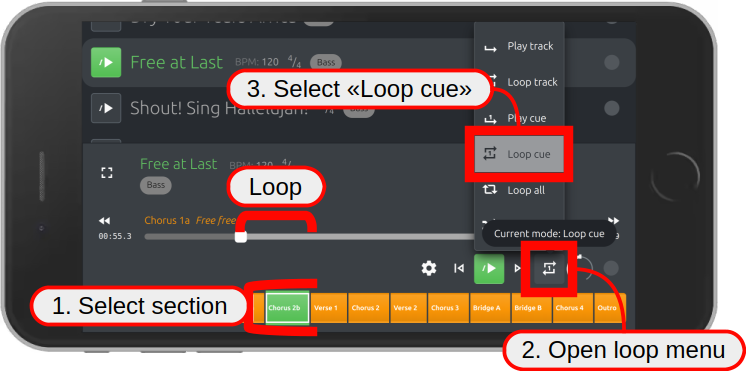 Free at Last BPM: 120 4/4 Bass
Play track
3. Select «Loop cue»
Loop track
Shout! Sing Hallelujah!
Play cue
Loop cue
Free at Last BPM: 120 4/
Bass
Loop
Loop all
Chorus 1a Free free
Current mode: Loop cue
00:55.3
1. Select section
Chorus 2b Verse 1 Chorus 2 Verse 2 Chorus 3 Bridge A Bridge B Chorus 4 Outro
2. Open loop menu